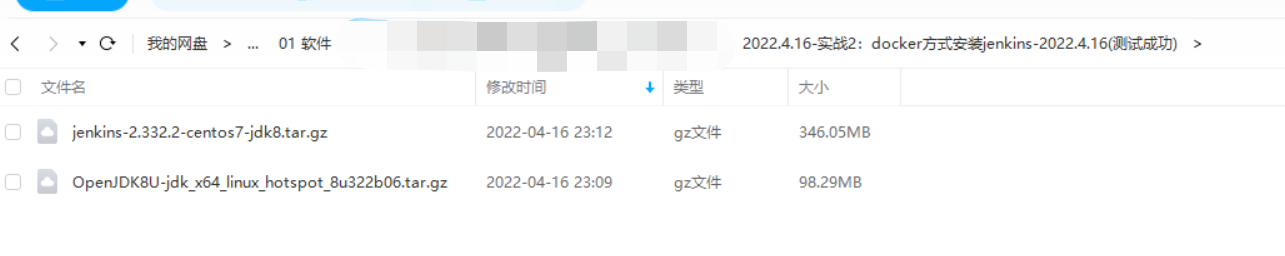 我的网盘 > ... 01 软件 2022.4.16-实战2：docker方式安装jenkins-2022.4.16(测试成功) >
文件名 修改时间 类型 大小
jenkins-2.332.2-centos7-jdk8.tar.gz 2022-04-16 23:12 gz文件 346.05MB
OpenJDK8U-jdk_x64_linux_hotspot_8u322b06.tar.gz 2022-04-16 23:09 gz文件 98.29MB